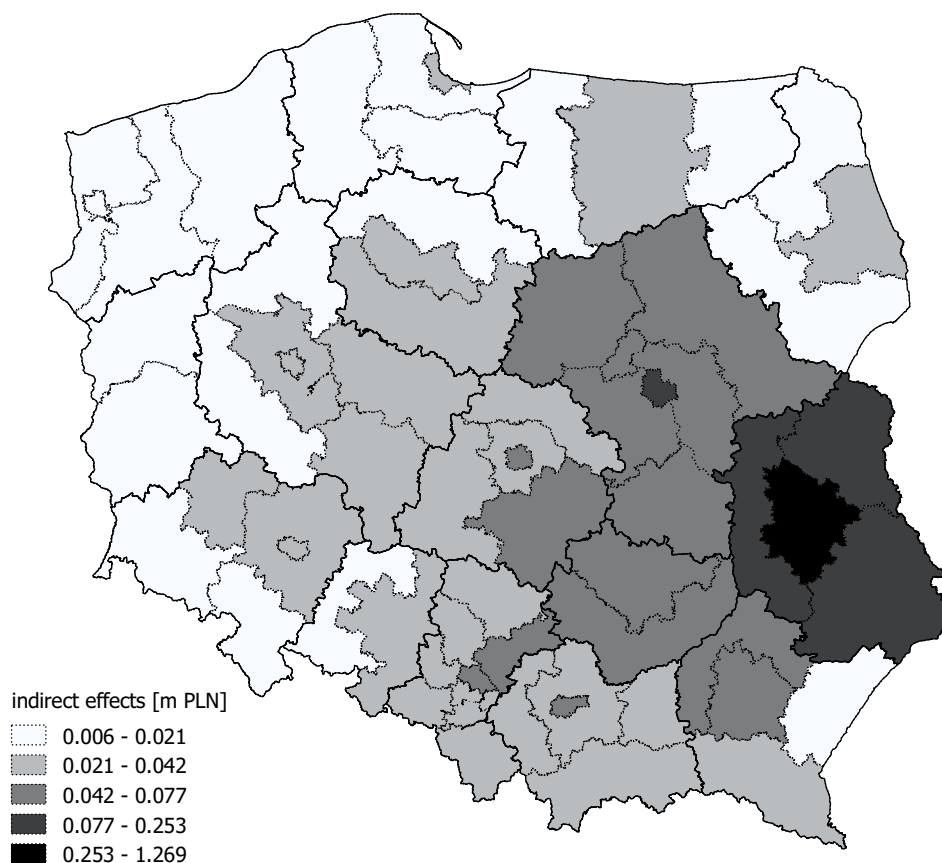 indirect effects [m PLN]
0.006 - 0.021
0.021 - 0.042
0.042 - 0.077
0.077 - 0.253
0.253 - 1.269